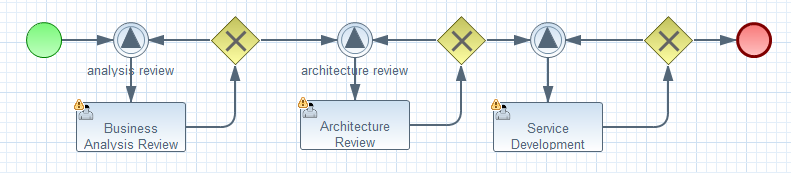 analysis review
architecture review
Business
Analysis Review
Architecture
Review
Service
Development